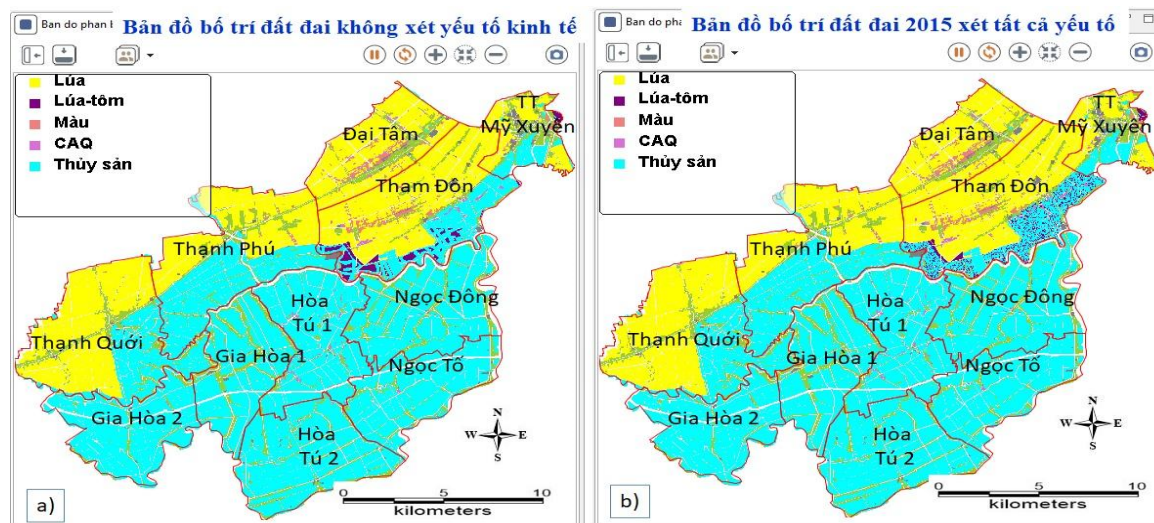 Ban do phan b
Bản đồ bố trí đất đai không xét yếu tố kinh tế
Lúa
Lúa-tôm
Màu
CAQ
Thủy sản
TT
Mỹ Xuyên
Đại Tâm
Tham Đôn
Thạnh Phú
Ngọc Đông
Hòa
Tú 1
Thạnh Quới
Gia Hòa 1
Ngọc Tố
Gia Hòa 2
Hòa
Tú 2
N
W
E
S
0
5
10
kilometers
a)
Ban do pha
Bản đồ bố trí đất đai 2015 xét tất cả yếu tố
Lúa
Lúa-tôm
Màu
CAQ
Thủy sản
TT
Mỹ Xuyên
Đại Tâm
Tham Đôn
Thạnh Phú
Ngọc Đông
Hòa
Tú 1
Thạnh Quới
Gia Hòa 1
Ngọc Tố
Gia Hòa 2
Hòa
Tú 2
N
W
E
S
0
5
10
kilometers
b)